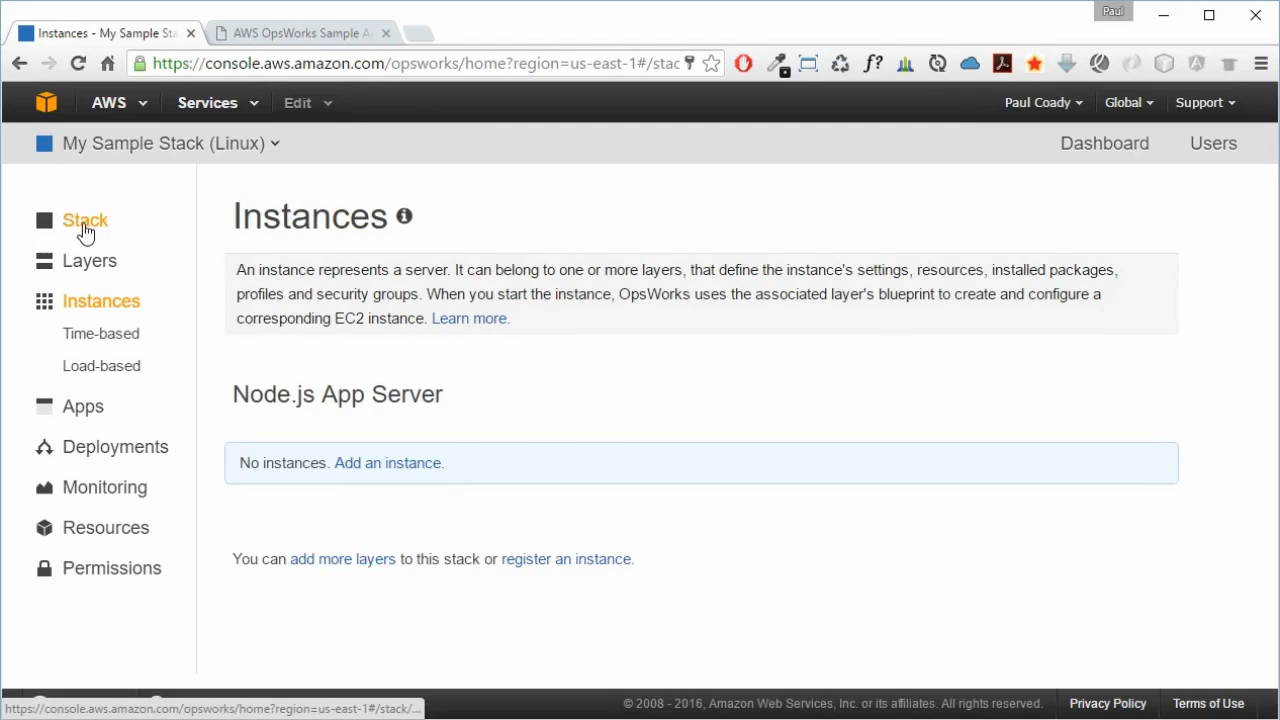 Paul
Instances - My Sample Sta
AWS OpsWorks Sample A
https://console.aws.amazon.com/opsworks/home?region=us-east-1#/stac
f?
AWS Services Edit Paul Coady Global Support
My Sample Stack (Linux) Dashboard Users
Stack
Layers
Instances
Time-based
Load-based
Apps
Deployments
Monitoring
Resources
Permissions
Instances
An instance represents a server. It can belong to one or more layers, that define the instance's settings, resources, installed packages,
profiles and security groups. When you start the instance, OpsWorks uses the associated layer's blueprint to create and configure a
corresponding EC2 instance. Learn more.
Node.js App Server
No instances. Add an instance.
You can add more layers to this stack or register an instance.
https://console.aws.amazon.com/opsworks/home?region=us-east-1#/stack/...
© 2008 - 2016, Amazon Web Services, Inc. or its affiliates. All rights reserved. Privacy Policy Terms of Use